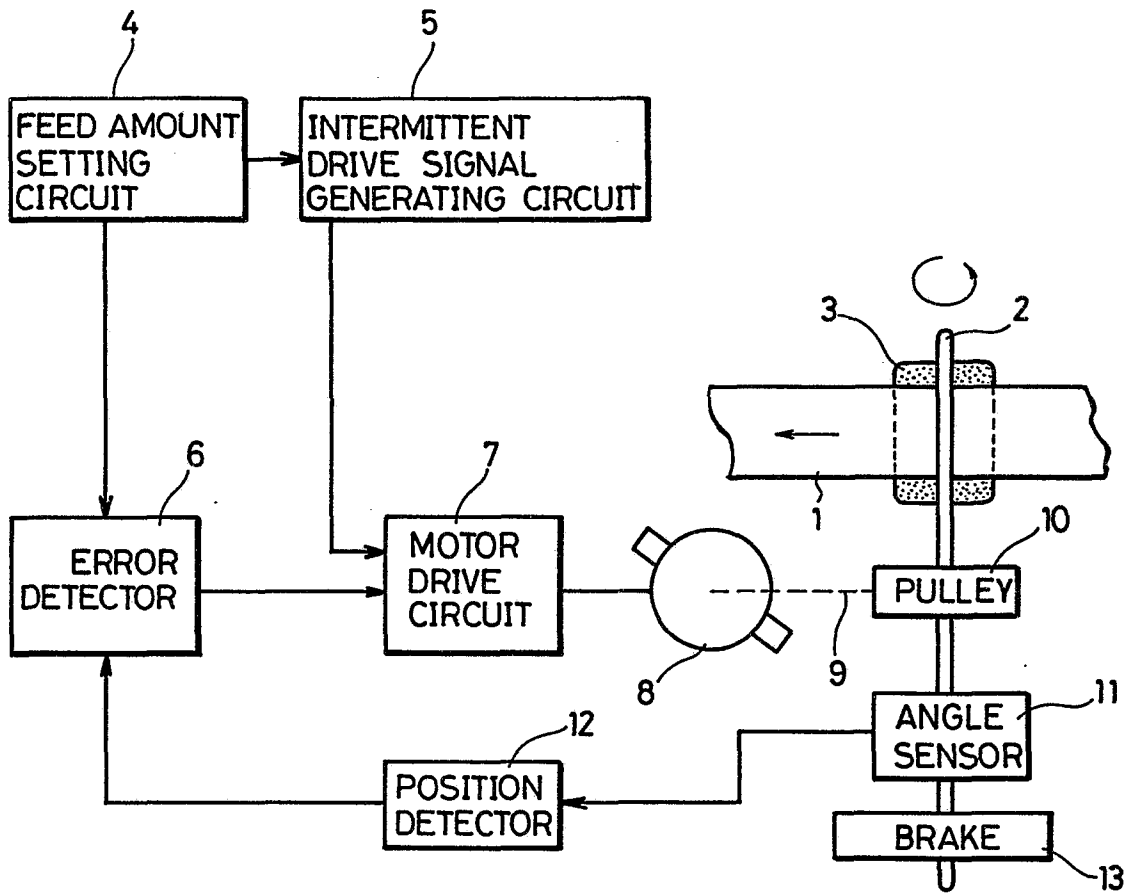 4
5
FEED AMOUNT
SETTING
CIRCUIT
INTERMITTENT
DRIVE SIGNAL
GENERATING CIRCUIT
3
2
1
6
7
ERROR
DETECTOR
MOTOR
DRIVE
CIRCUIT
8
9
10
PULLEY
11
ANGLE
SENSOR
12
POSITION
DETECTOR
BRAKE
13